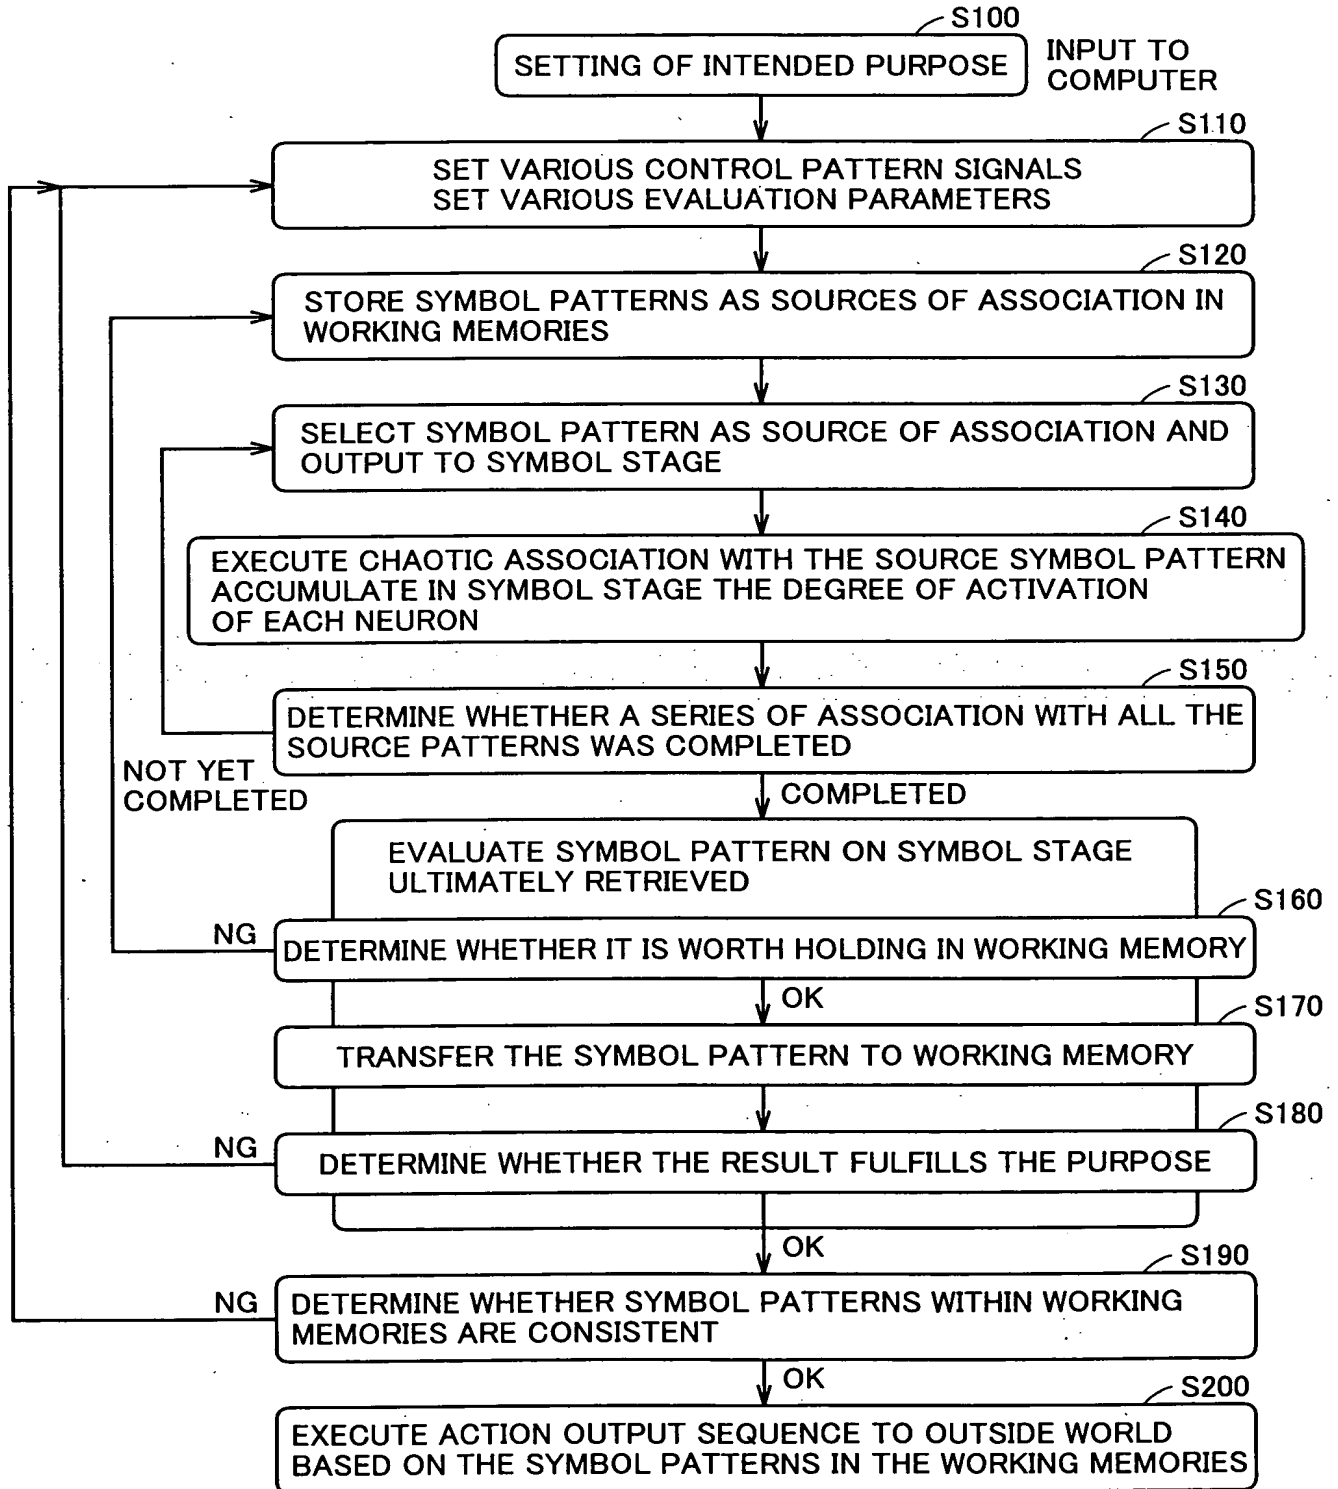 S100
SETTING OF INTENDED PURPOSE
INPUT TO
COMPUTER
S110
SET VARIOUS CONTROL PATTERN SIGNALS
SET VARIOUS EVALUATION PARAMETERS
S120
STORE SYMBOL PATTERNS AS SOURCES OF ASSOCIATION IN
WORKING MEMORIES
S130
SELECT SYMBOL PATTERN AS SOURCE OF ASSOCIATION AND
OUTPUT TO SYMBOL STAGE
S140
EXECUTE CHAOTIC ASSOCIATION WITH THE SOURCE SYMBOL PATTERN
ACCUMULATE IN SYMBOL STAGE THE DEGREE OF ACTIVATION
OF EACH NEURON
S150
DETERMINE WHETHER A SERIES OF ASSOCIATION WITH ALL THE
SOURCE PATTERNS WAS COMPLETED
NOT YET
COMPLETED
COMPLETED
EVALUATE SYMBOL PATTERN ON SYMBOL STAGE
ULTIMATELY RETRIEVED
S160
NG
DETERMINE WHETHER IT IS WORTH HOLDING IN WORKING MEMORY
OK
S170
TRANSFER THE SYMBOL PATTERN TO WORKING MEMORY
S180
NG
DETERMINE WHETHER THE RESULT FULFILLS THE PURPOSE
OK
S190
NG
DETERMINE WHETHER SYMBOL PATTERNS WITHIN WORKING
MEMORIES ARE CONSISTENT
OK
S200
EXECUTE ACTION OUTPUT SEQUENCE TO OUTSIDE WORLD
BASED ON THE SYMBOL PATTERNS IN THE WORKING MEMORIES